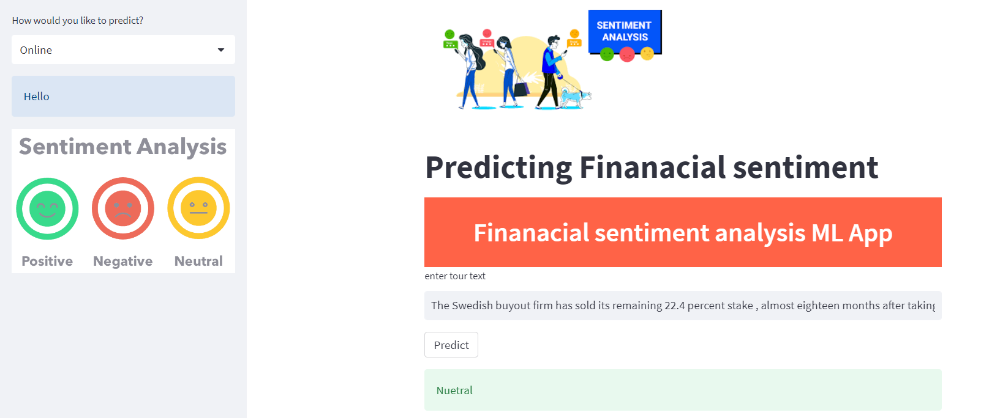 How would you like to predict?
Online
Hello
Sentiment Analysis
Positive
Negative
Neutral
SENTIMENT
ANALYSIS
Predicting Finanacial sentiment
Finanacial sentiment analysis ML App
enter tour text
The Swedish buyout firm has sold its remaining 22.4 percent stake , almost eighteen months after taking
Predict
Nuetral